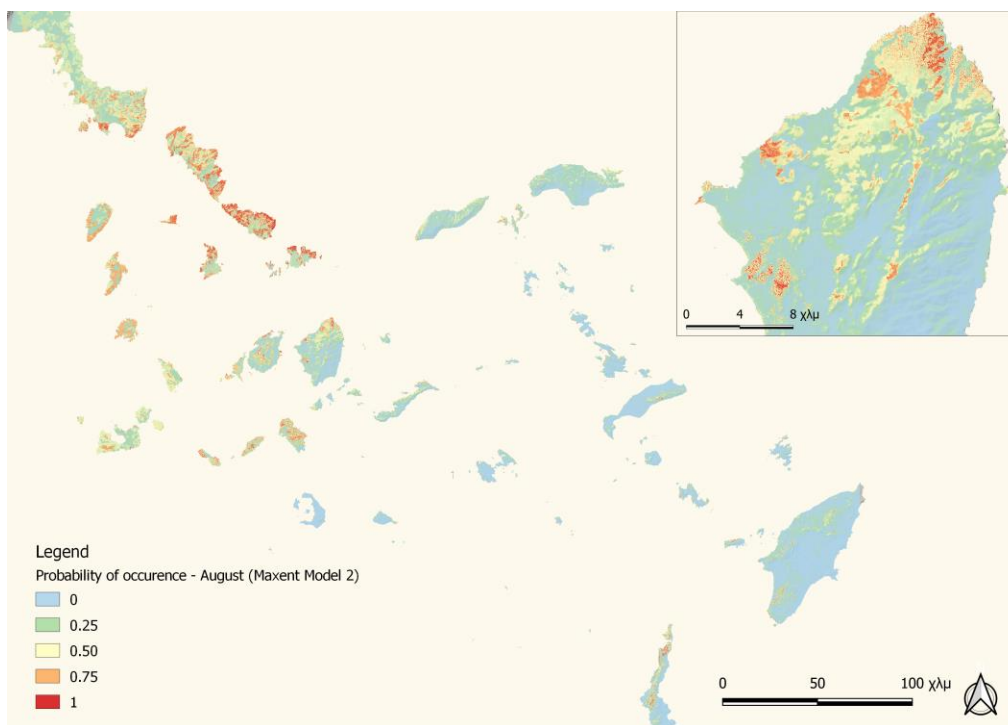 0 4 8 χλμ
Legend
Probability of occurence - August (Maxent Model 2)
0
0.25
0.50
0.75
1
0 50 100 χλμ